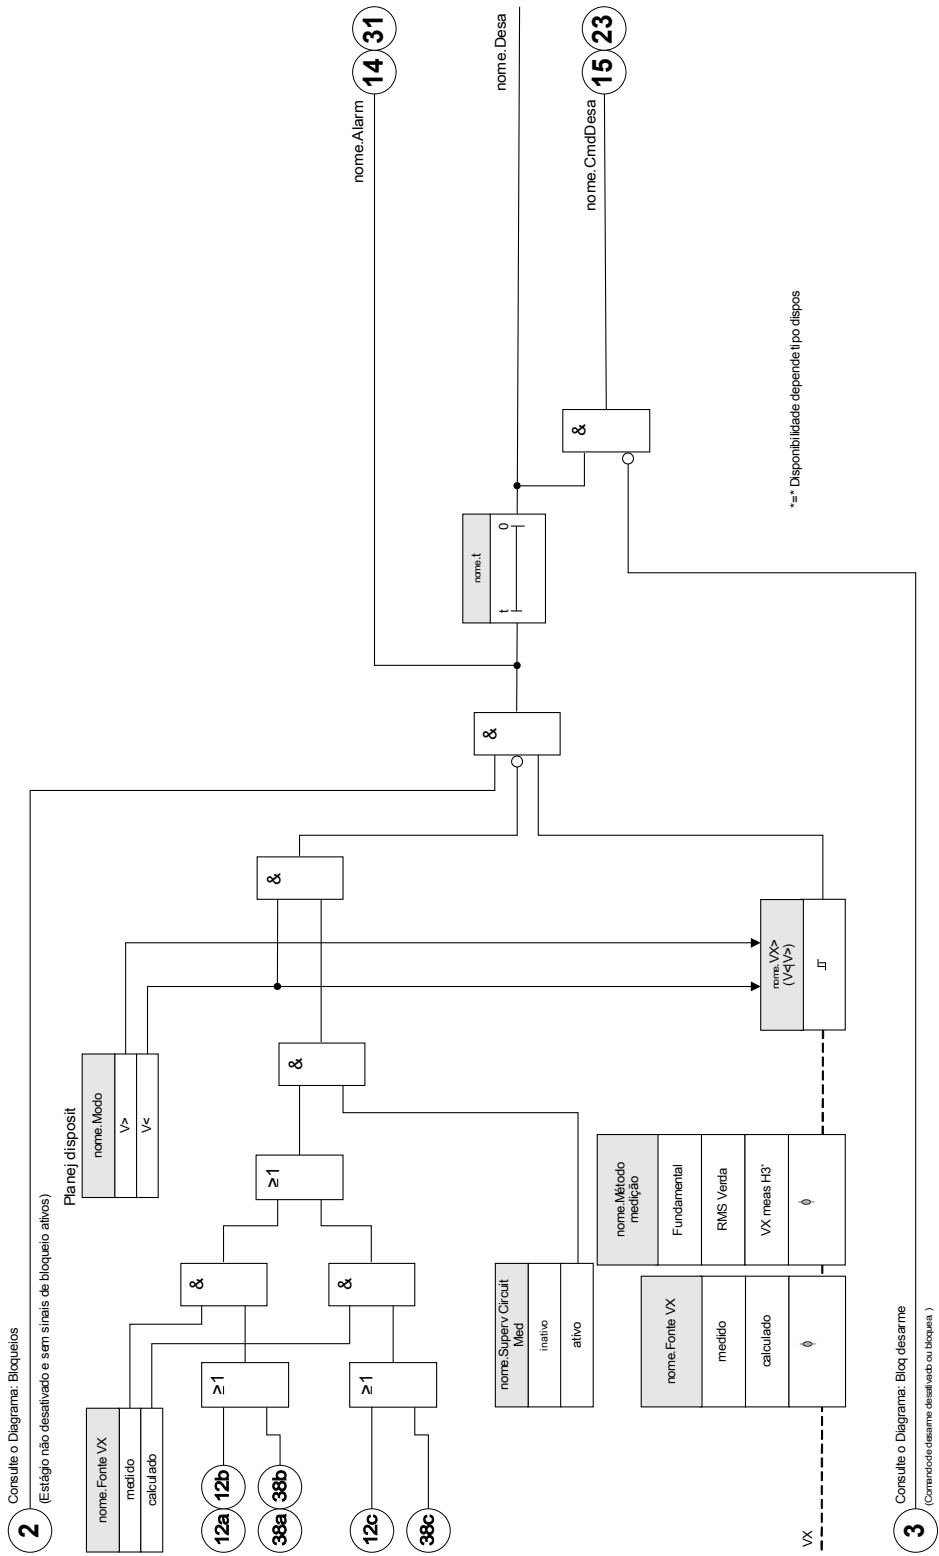 2
Consulte o Diagrama: Bloqueios
(Estágio não desativado e sem sinais de bloqueio ativos)
Planej disposit
nome.Modo
V>
V<
nome.Fonte VX
medido
calculado
12a
12b
38a
38b
12c
38c
≥1
≥1
&
&
≥1
&
&
nome.Superv Circuit
Med
inativo
ativo
nome.Fonte VX
medido
calculado
ϕ
nome.Método
medição
Fundamental
RMS Verda
VX meas H3*
ϕ
VX
nome.VX>
(V<|V>)
&
nome.t
t
0
&
nome.Alarm
14
31
nome.Desa
nome.CmdDesa
15
23
*=* Disponibilidade depende tipo dispos
3
Consulte o Diagrama: Bloq desarme
(Comando de desarme desativado ou bloquea. )